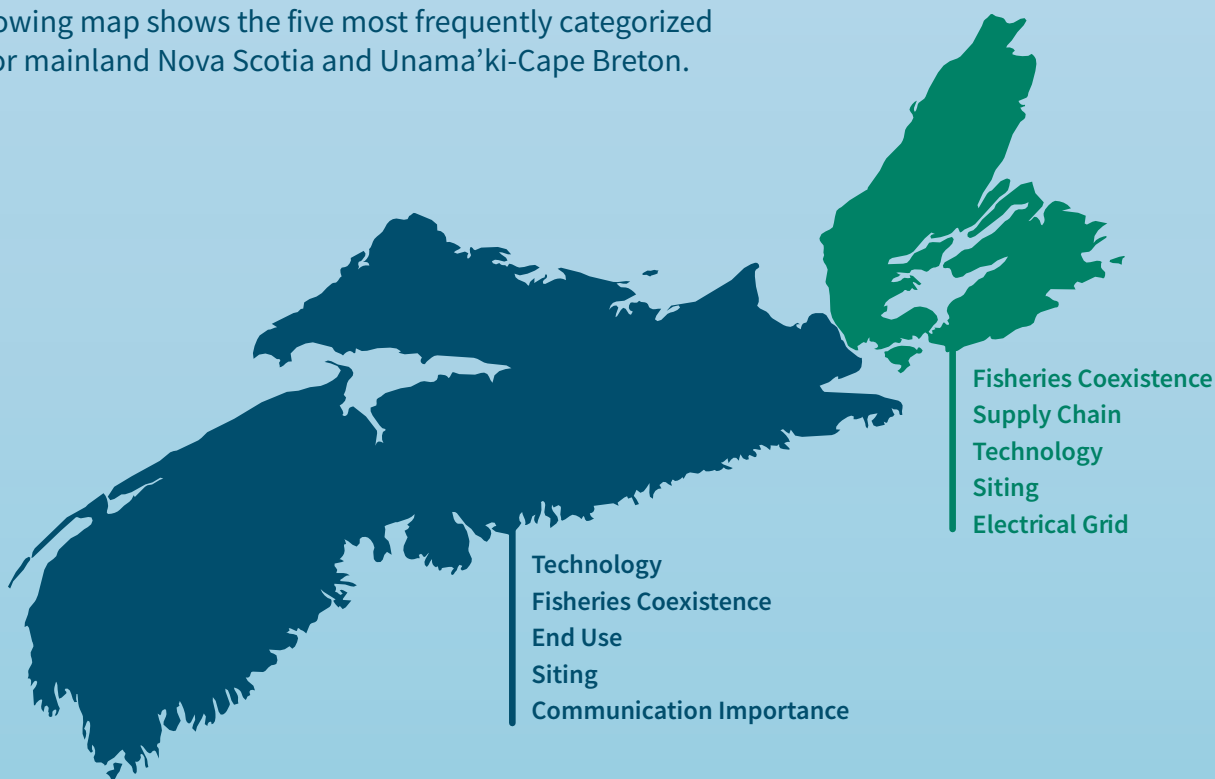 owing map shows the five most frequently categorized
or mainland Nova Scotia and Unama’ki-Cape Breton.
Fisheries Coexistence
Supply Chain
Technology
Siting
Electrical Grid
Technology
Fisheries Coexistence
End Use
Siting
Communication Importance